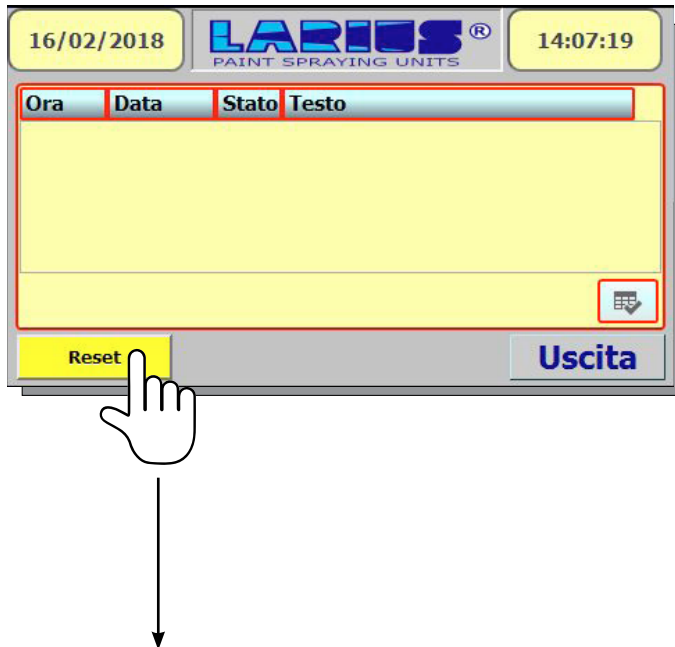 16/02/2018
LARIUS®
PAINT SPRAYING UNITS
14:07:19
Ora Data Stato Testo
Reset
Uscita